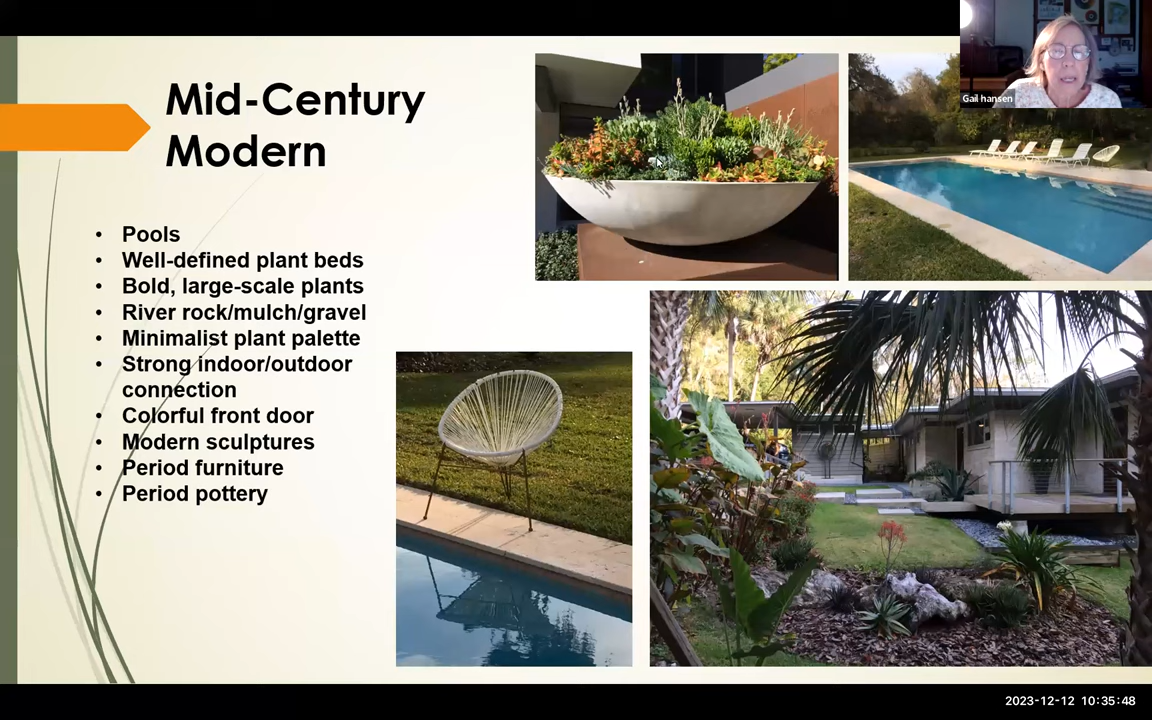 Mid-Century
Modern
• Pools
• Well-defined plant beds
• Bold, large-scale plants
• River rock/mulch/gravel
• Minimalist plant palette
• Strong indoor/outdoor
connection
• Colorful front door
• Modern sculptures
• Period furniture
• Period pottery
Gail hansen
2023-12-12 10:35:48